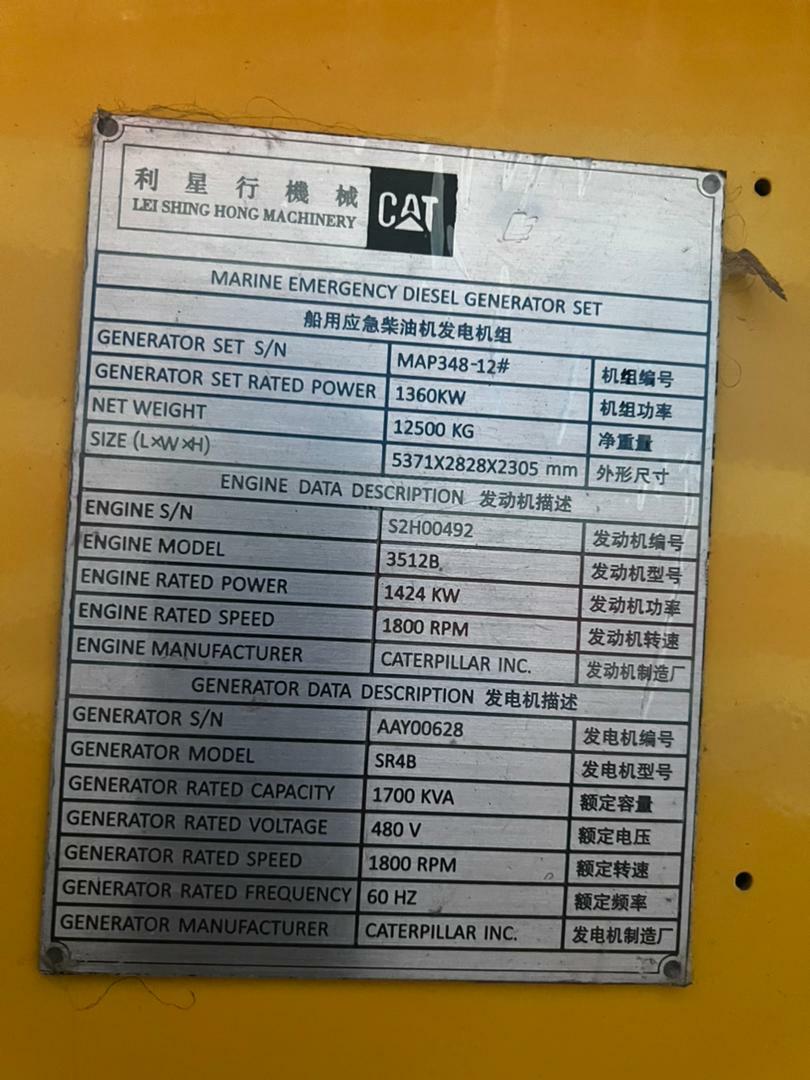 利星行機械
LEI SHING HONG MACHINERY
CAT
MARINE EMERGENCY DIESEL GENERATOR SET
船用应急柴油机发电机组
GENERATOR SET S/N MAP348-12# 机组编号
GENERATOR SET RATED POWER 1360KW 机组功率
NET WEIGHT 12500 KG 净重量
SIZE (L×W×H) 5371X2828X2305 mm 外形尺寸
ENGINE DATA DESCRIPTION 发动机描述
ENGINE S/N S2H00492 发动机编号
ENGINE MODEL 3512B 发动机型号
ENGINE RATED POWER 1424 KW 发动机功率
ENGINE RATED SPEED 1800 RPM 发动机转速
ENGINE MANUFACTURER CATERPILLAR INC. 发动机制造厂
GENERATOR DATA DESCRIPTION 发电机描述
GENERATOR S/N AAY00628 发电机编号
GENERATOR MODEL SR4B 发电机型号
GENERATOR RATED CAPACITY 1700 KVA 额定容量
GENERATOR RATED VOLTAGE 480 V 额定电压
GENERATOR RATED SPEED 1800 RPM 额定转速
GENERATOR RATED FREQUENCY 60 HZ 额定频率
GENERATOR MANUFACTURER CATERPILLAR INC. 发电机制造厂